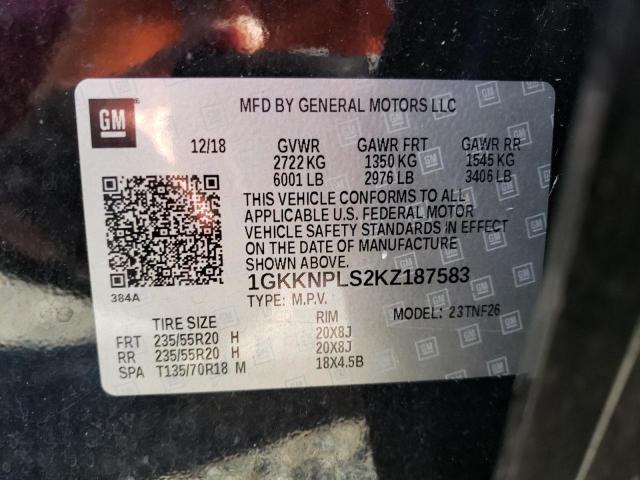 GM
MFD BY GENERAL MOTORS LLC
12/18 GVWR GAWR FRT GAWR RR
2722 KG 1350 KG 1545 KG
6001 LB 2976 LB 3406 LB
THIS VEHICLE CONFORMS TO ALL
APPLICABLE U.S. FEDERAL MOTOR
VEHICLE SAFETY STANDARDS IN EFFECT
ON THE DATE OF MANUFACTURE
SHOWN ABOVE.
384A
1GKKNPLS2KZ187583
TYPE: M.P.V. MODEL: 23TNF26
TIRE SIZE RIM
FRT 235/55R20 H 20X8J
RR 235/55R20 H 20X8J
SPA T135/70R18 M 18X4.5B